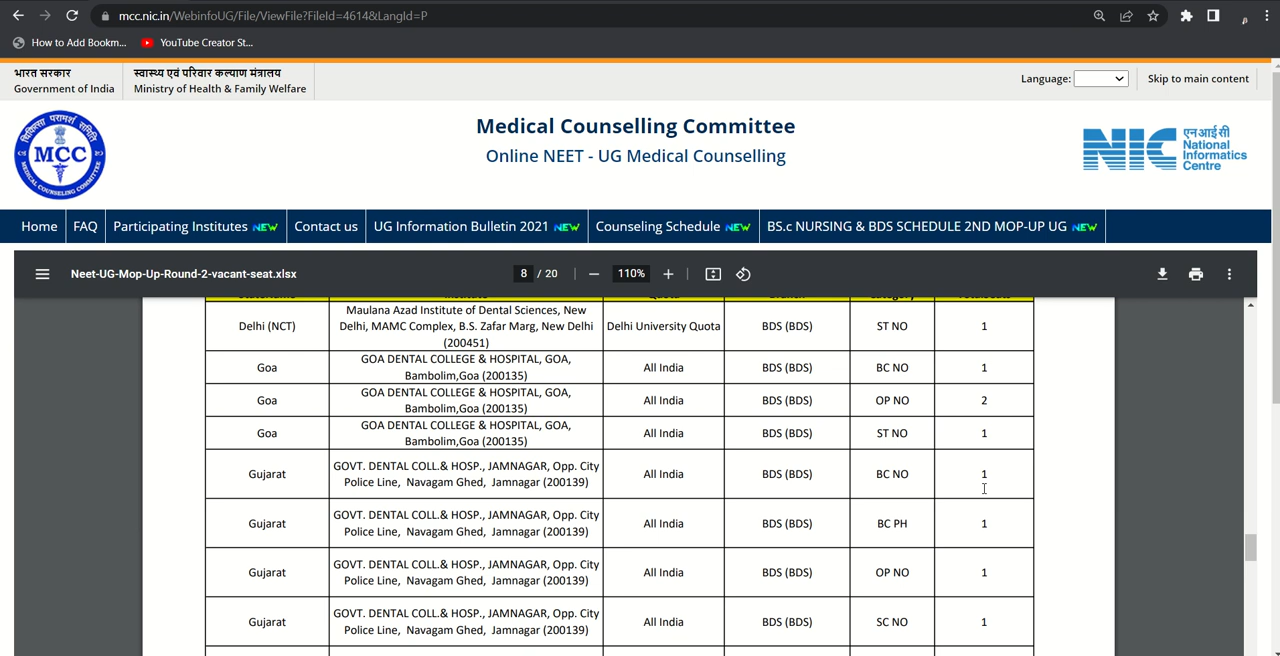 mcc.nic.in/WebinfoUG/File/ViewFile?FileId=4614&LangId=P
How to Add Bookm... YouTube Creator St...
भारत सरकार स्वास्थ्य एवं परिवार कल्याण मंत्रालय
Government of India Ministry of Health & Family Welfare Language: Skip to main content
Medical Counselling Committee
Online NEET - UG Medical Counselling
MCC
NIC एनआईसी
National
Informatics
Centre
Home FAQ Participating Institutes NEW Contact us UG Information Bulletin 2021 NEW Counseling Schedule NEW BS.c NURSING & BDS SCHEDULE 2ND MOP-UP UG NEW
Neet-UG-Mop-Up-Round-2-vacant-seat.xlsx 8 / 20 110%
Maulana Azad Institute of Dental Sciences, New
Delhi (NCT) Delhi, MAMC Complex, B.S. Zafar Marg, New Delhi Delhi University Quota BDS (BDS) ST NO 1
(200451)
GOA DENTAL COLLEGE & HOSPITAL, GOA,
Goa Bambolim,Goa (200135) All India BDS (BDS) BC NO 1
GOA DENTAL COLLEGE & HOSPITAL, GOA,
Goa Bambolim,Goa (200135) All India BDS (BDS) OP NO 2
GOA DENTAL COLLEGE & HOSPITAL, GOA,
Goa Bambolim,Goa (200135) All India BDS (BDS) ST NO 1
GOVT. DENTAL COLL.& HOSP., JAMNAGAR, Opp. City
Gujarat Police Line, Navagam Ghed, Jamnagar (200139) All India BDS (BDS) BC NO 1
GOVT. DENTAL COLL.& HOSP., JAMNAGAR, Opp. City
Gujarat Police Line, Navagam Ghed, Jamnagar (200139) All India BDS (BDS) BC PH 1
GOVT. DENTAL COLL.& HOSP., JAMNAGAR, Opp. City
Gujarat Police Line, Navagam Ghed, Jamnagar (200139) All India BDS (BDS) OP NO 1
GOVT. DENTAL COLL.& HOSP., JAMNAGAR, Opp. City
Gujarat Police Line, Navagam Ghed, Jamnagar (200139) All India BDS (BDS) SC NO 1